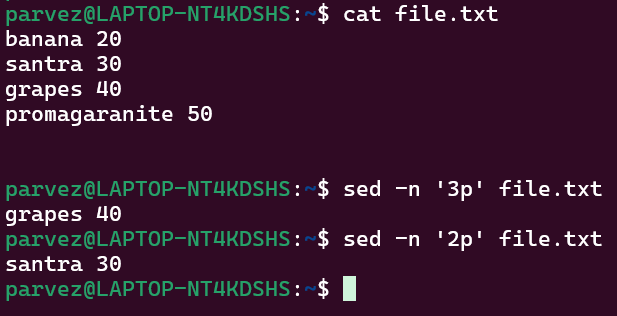 parvez@LAPTOP-NT4KDSHS:~$ cat file.txt
banana 20
santra 30
grapes 40
promagaranite 50
parvez@LAPTOP-NT4KDSHS:~$ sed -n '3p' file.txt
grapes 40
parvez@LAPTOP-NT4KDSHS:~$ sed -n '2p' file.txt
santra 30
parvez@LAPTOP-NT4KDSHS:~$